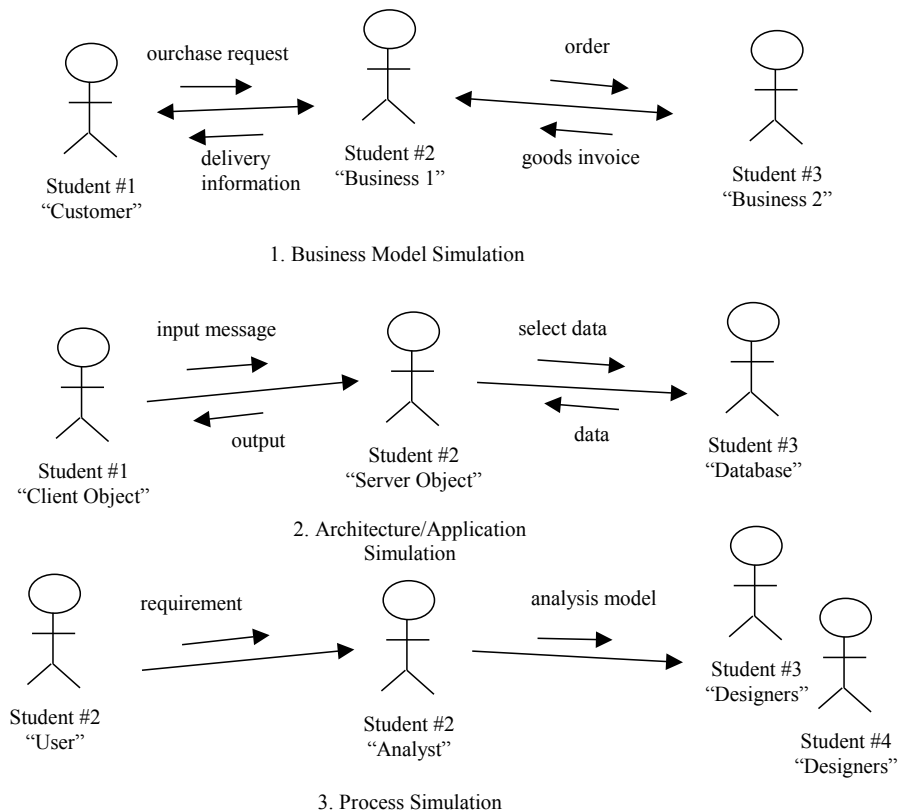 ourchase request
order
delivery
information
goods invoice
Student #1
“Customer”
Student #2
“Business 1”
Student #3
“Business 2”
1. Business Model Simulation
input message
select data
output
data
Student #1
“Client Object”
Student #2
“Server Object”
Student #3
“Database”
2. Architecture/Application
Simulation
requirement
analysis model
Student #2
“User”
Student #2
“Analyst”
Student #3
“Designers”
Student #4
“Designers”
3. Process Simulation